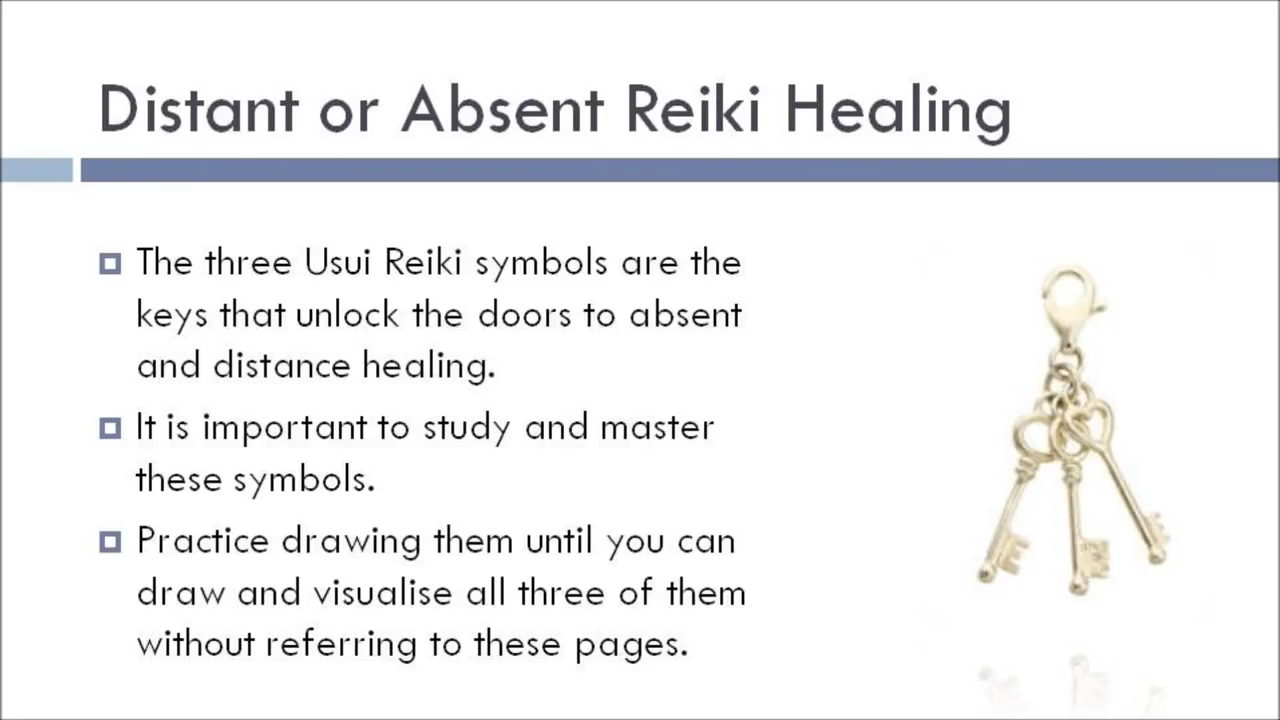 Distant or Absent Reiki Healing
The three Usui Reiki symbols are the
keys that unlock the doors to absent
and distance healing.
It is important to study and master
these symbols.
Practice drawing them until you can
draw and visualise all three of them
without referring to these pages.